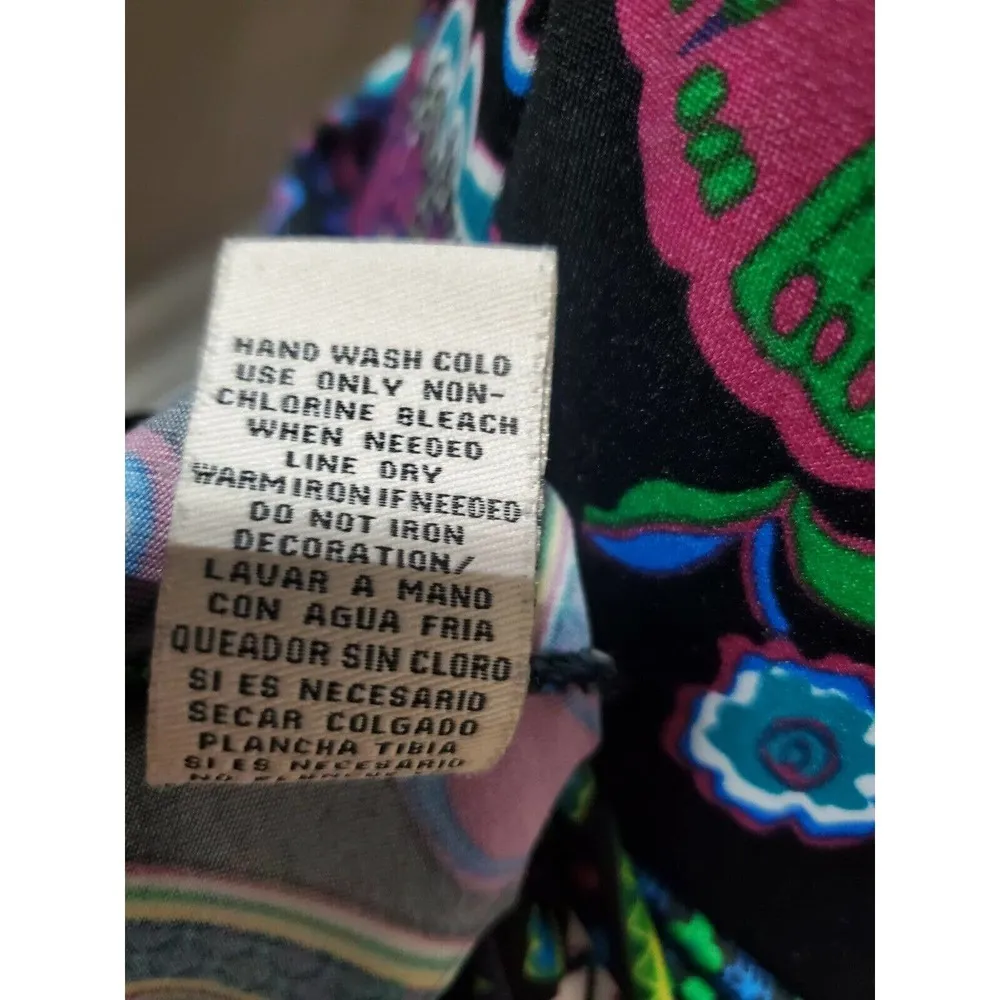 HAND WASH COLD
USE ONLY NON-
CHLORINE BLEACH
WHEN NEEDED
LINE DRY
WARM IRON IF NEEDED
DO NOT IRON
DECORATION/
LAVAR A MANO
CON AGUA FRIA
QUEADOR SIN CLORO
SI ES NECESARIO
SECAR COLGADO
PLANCHA TIBIA
SI ES NECESARIO
NO